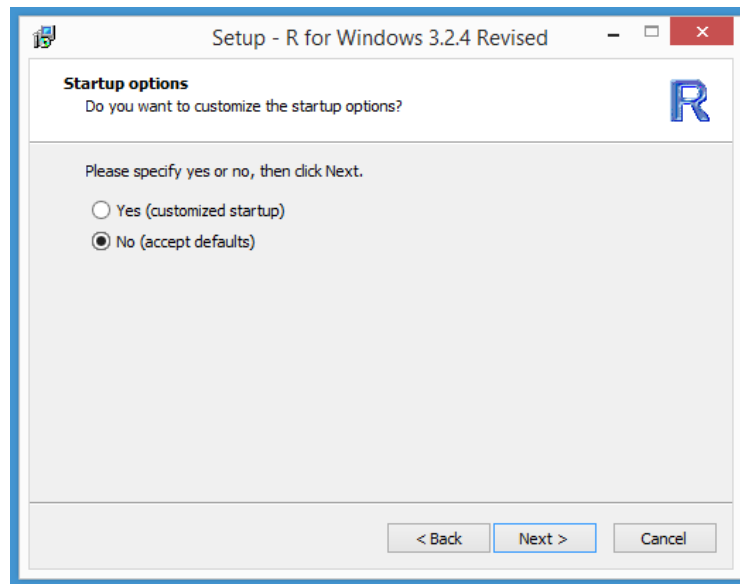 Setup - R for Windows 3.2.4 Revised
Startup options
Do you want to customize the startup options?
R
Please specify yes or no, then click Next.
Yes (customized startup)
No (accept defaults)
< Back Next > Cancel